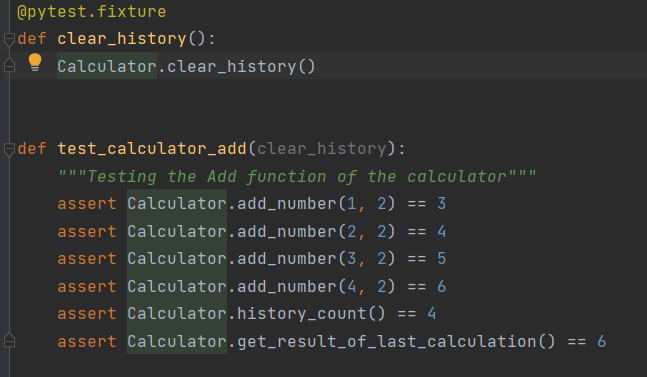 @pytest.fixture
def clear_history():
    Calculator.clear_history()
def test_calculator_add(clear_history):
    """Testing the Add function of the calculator"""
    assert Calculator.add_number(1, 2) == 3
    assert Calculator.add_number(2, 2) == 4
    assert Calculator.add_number(3, 2) == 5
    assert Calculator.add_number(4, 2) == 6
    assert Calculator.history_count() == 4
    assert Calculator.get_result_of_last_calculation() == 6